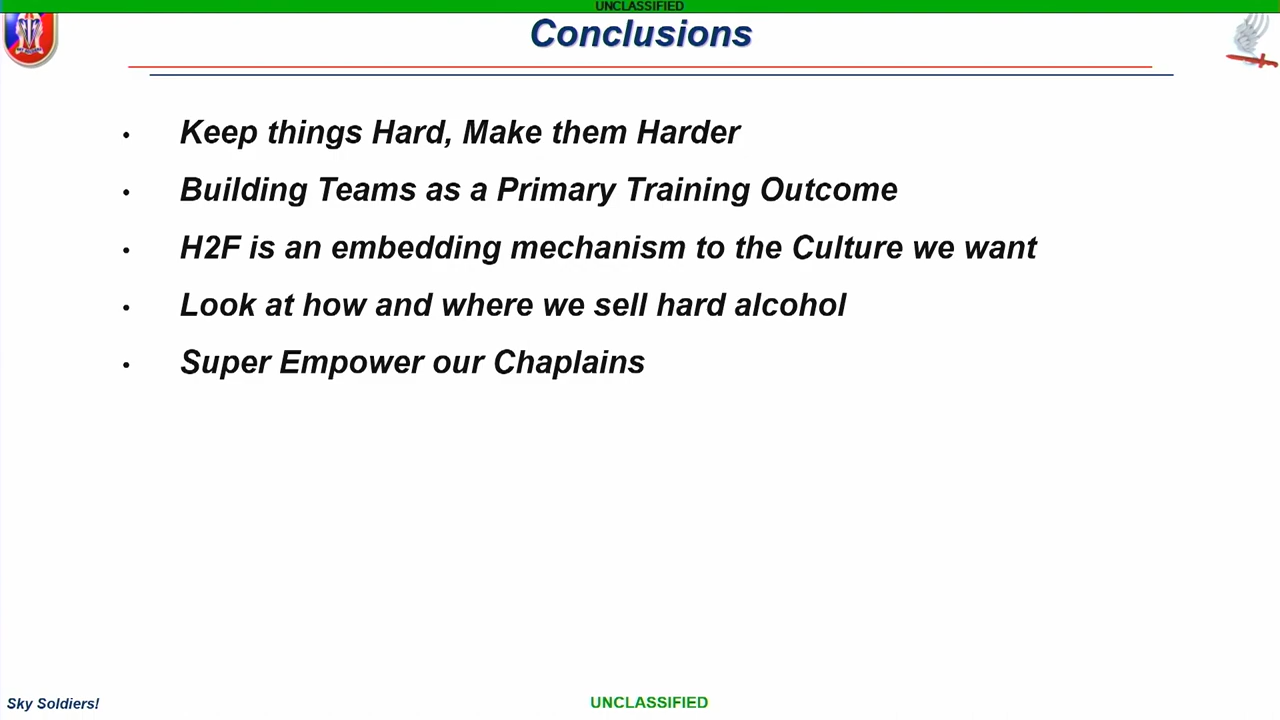 UNCLASSIFIED
Conclusions
• Keep things Hard, Make them Harder
• Building Teams as a Primary Training Outcome
• H2F is an embedding mechanism to the Culture we want
• Look at how and where we sell hard alcohol
• Super Empower our Chaplains
Sky Soldiers!
UNCLASSIFIED